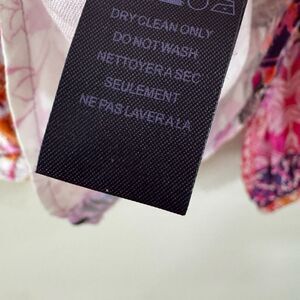 DRY CLEAN ONLY
DO NOT WASH
NETTOYER A SEC
SEULEMENT
NE PAS LAVER A LA